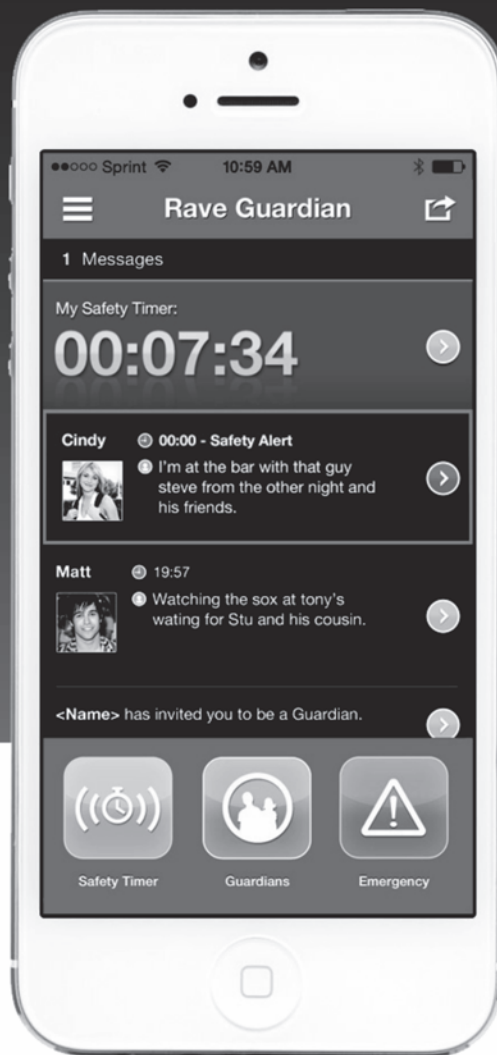 Sprint 10:59 AM
Rave Guardian
1 Messages
My Safety Timer:
00:07:34
Cindy 00:00 - Safety Alert
I'm at the bar with that guy
steve from the other night and
his friends.
Matt 19:57
Watching the sox at tony's
wating for Stu and his cousin.
<Name> has invited you to be a Guardian.
Safety Timer Guardians Emergency